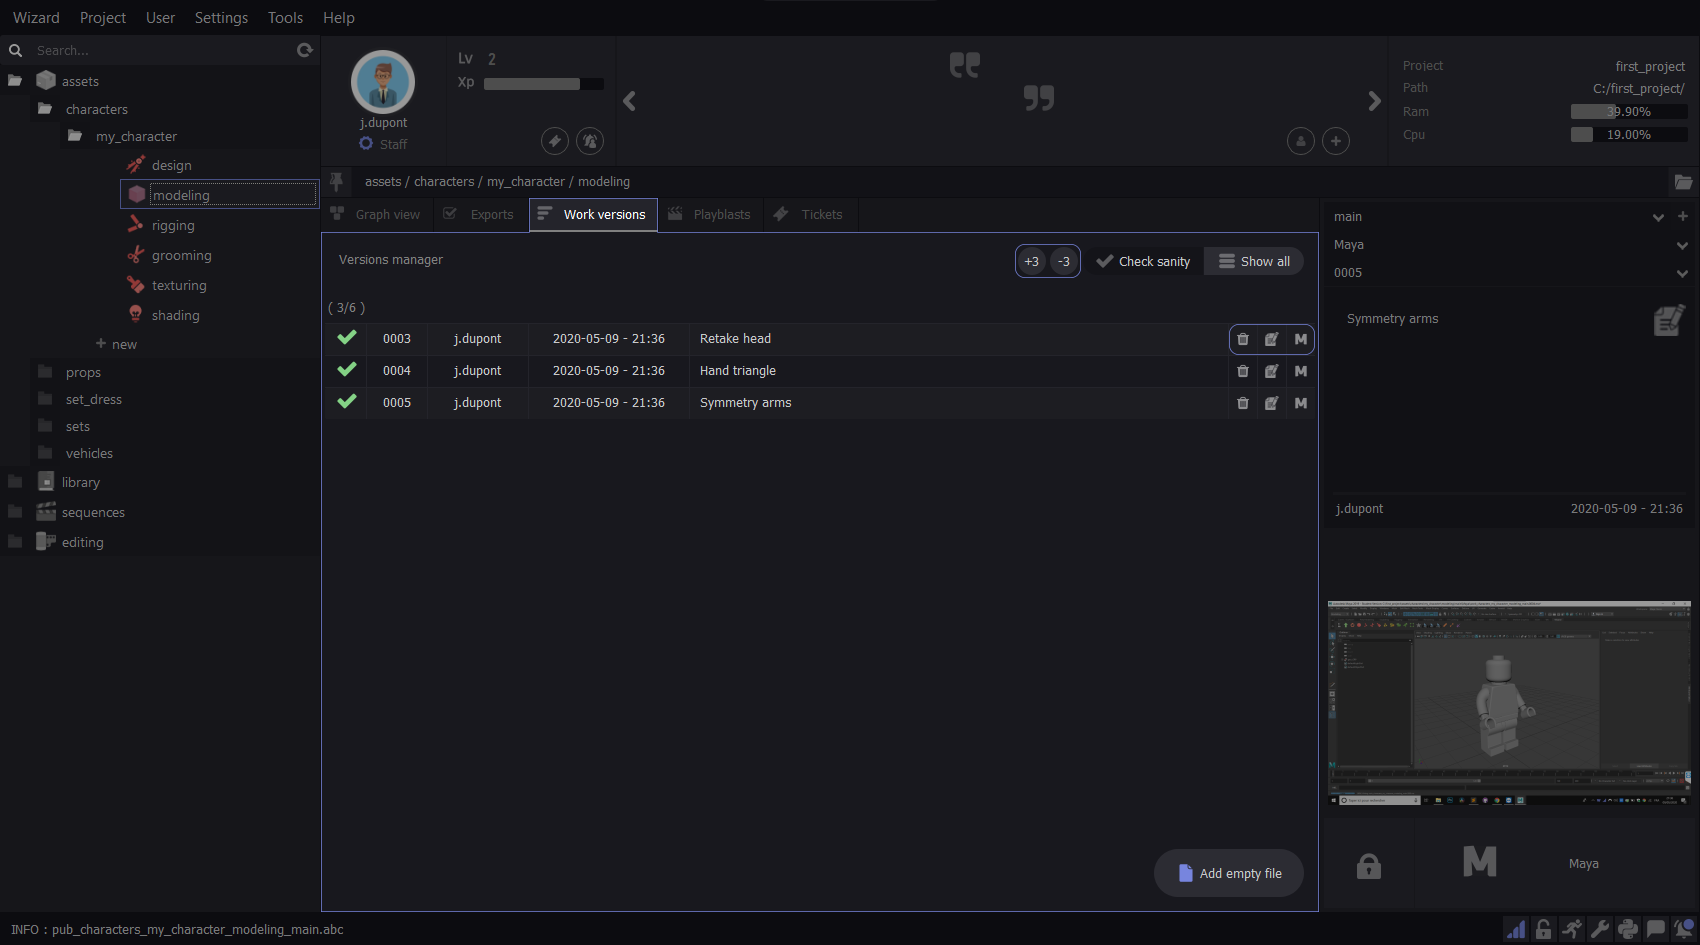 Wizard Project User Settings Tools Help
Search...
assets
characters
my_character
design
modeling
rigging
grooming
texturing
shading
+ new
props
set_dress
sets
vehicles
library
sequences
editing
j.dupont
Staff
Lv 2
Xp
Project first_project
Path C:/first_project/
Ram 39.90%
Cpu 19.00%
assets / characters / my_character / modeling
Graph view Exports Work versions Playblasts Tickets
Versions manager
+3 -3 Check sanity Show all
( 3/6 )
0003 j.dupont 2020-05-09 - 21:36 Retake head M
0004 j.dupont 2020-05-09 - 21:36 Hand triangle M
0005 j.dupont 2020-05-09 - 21:36 Symmetry arms M
Add empty file
main
Maya
0005
Symmetry arms
j.dupont 2020-05-09 - 21:36
M Maya
INFO : pub_characters_my_character_modeling_main.abc